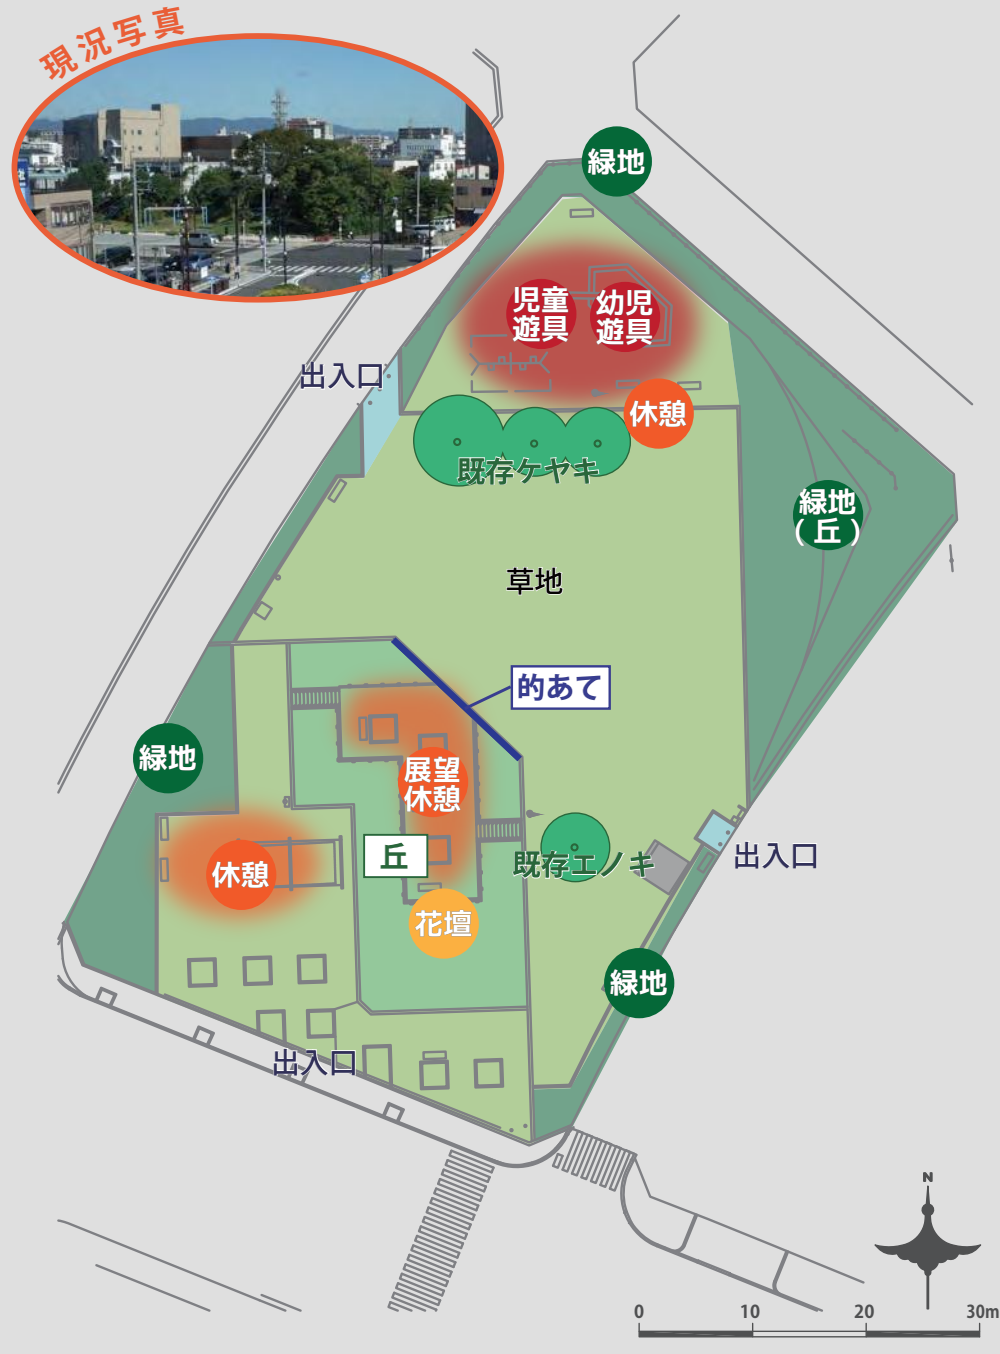 現況写真
緑地
児童
遊具
幼児
遊具
出入口
休憩
既存ケヤキ
緑地
(丘)
草地
的あて
緑地
展望
休憩
丘
休憩
既存エノキ
出入口
花壇
緑地
出入口
N
0 10 20 30m